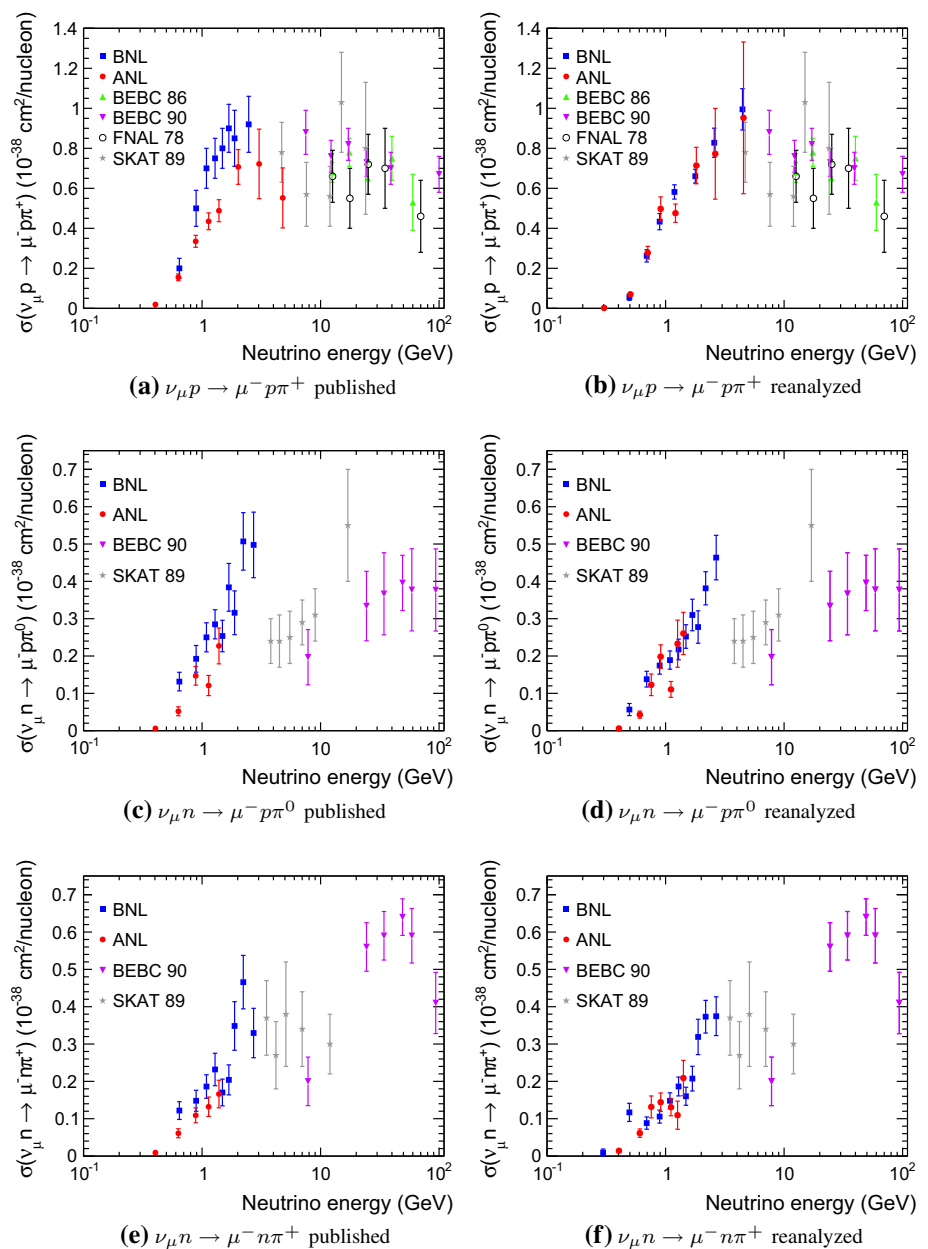 σ(ν_μ p → μ⁻pπ⁺) (10⁻³⁸ cm²/nucleon)
1.4
1.2
1
0.8
0.6
0.4
0.2
0
BNL
ANL
BEBC 86
BEBC 90
FNAL 78
SKAT 89
10⁻¹ 1 10 10²
Neutrino energy (GeV)
(a) ν_μ p → μ⁻ pπ⁺ published
σ(ν_μ p → μ⁻pπ⁺) (10⁻³⁸ cm²/nucleon)
1.4
1.2
1
0.8
0.6
0.4
0.2
0
BNL
ANL
BEBC 86
BEBC 90
FNAL 78
SKAT 89
10⁻¹ 1 10 10²
Neutrino energy (GeV)
(b) ν_μ p → μ⁻ pπ⁺ reanalyzed
σ(ν_μ n → μ⁻pπ⁰) (10⁻³⁸ cm²/nucleon)
0.7
0.6
0.5
0.4
0.3
0.2
0.1
0
BNL
ANL
BEBC 90
SKAT 89
10⁻¹ 1 10 10²
Neutrino energy (GeV)
(c) ν_μ n → μ⁻ pπ⁰ published
σ(ν_μ n → μ⁻pπ⁰) (10⁻³⁸ cm²/nucleon)
0.7
0.6
0.5
0.4
0.3
0.2
0.1
0
BNL
ANL
BEBC 90
SKAT 89
10⁻¹ 1 10 10²
Neutrino energy (GeV)
(d) ν_μ n → μ⁻ pπ⁰ reanalyzed
σ(ν_μ n → μ⁻nπ⁺) (10⁻³⁸ cm²/nucleon)
0.7
0.6
0.5
0.4
0.3
0.2
0.1
0
BNL
ANL
BEBC 90
SKAT 89
10⁻¹ 1 10 10²
Neutrino energy (GeV)
(e) ν_μ n → μ⁻ nπ⁺ published
σ(ν_μ n → μ⁻nπ⁺) (10⁻³⁸ cm²/nucleon)
0.7
0.6
0.5
0.4
0.3
0.2
0.1
0
BNL
ANL
BEBC 90
SKAT 89
10⁻¹ 1 10 10²
Neutrino energy (GeV)
(f) ν_μ n → μ⁻ nπ⁺ reanalyzed